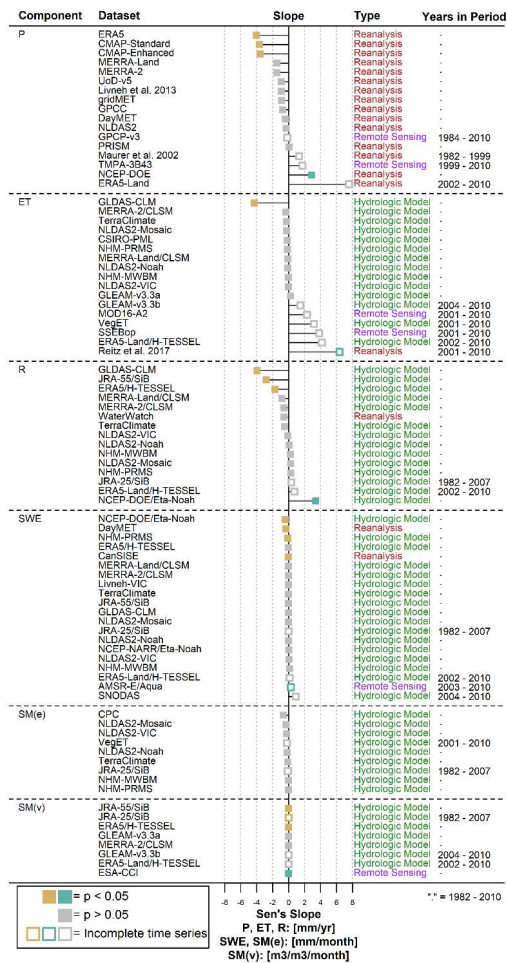 Component Dataset Slope Type Years in Period
P ERA5 Reanalysis -
CMAP-Standard Reanalysis -
CMAP-Enhanced Reanalysis -
MERRA-Land Reanalysis -
MERRA-2 Reanalysis -
UoD-v5 Reanalysis -
Livneh et al. 2013 Reanalysis -
gridMET Reanalysis -
GPCC Reanalysis -
DayMET Reanalysis -
NLDAS2 Reanalysis -
GPCP-v3 Remote Sensing 1984 - 2010
PRISM Reanalysis -
Maurer et al. 2002 Reanalysis 1982 - 1999
TMPA-3B43 Remote Sensing 1999 - 2010
NCEP-DOE Reanalysis -
ERA5-Land Reanalysis 2002 - 2010
ET GLDAS-CLM Hydrologic Model -
MERRA-2/CLSM Hydrologic Model -
TerraClimate Hydrologic Model -
NLDAS2-Mosaic Hydrologic Model -
CSIRO-PML Hydrologic Model -
NHM-PRMS Hydrologic Model -
MERRA-Land/CLSM Hydrologic Model -
NLDAS2-Noah Hydrologic Model -
NHM-MWBM Hydrologic Model -
NLDAS2-VIC Hydrologic Model -
GLEAM-v3.3a Hydrologic Model -
GLEAM-v3.3b Hydrologic Model 2004 - 2010
MOD16-A2 Remote Sensing 2001 - 2010
VegET Hydrologic Model 2001 - 2010
SSEBop Remote Sensing 2001 - 2010
ERA5-Land/H-TESSEL Hydrologic Model 2002 - 2010
Reitz et al. 2017 Reanalysis 2001 - 2010
R GLDAS-CLM Hydrologic Model -
JRA-55/SiB Hydrologic Model -
ERA5/H-TESSEL Hydrologic Model -
MERRA-Land/CLSM Hydrologic Model -
MERRA-2/CLSM Hydrologic Model -
WaterWatch Reanalysis -
TerraClimate Hydrologic Model -
NLDAS2-VIC Hydrologic Model -
NLDAS2-Noah Hydrologic Model -
NHM-MWBM Hydrologic Model -
NLDAS2-Mosaic Hydrologic Model -
NHM-PRMS Hydrologic Model -
JRA-25/SiB Hydrologic Model 1982 - 2007
ERA5-Land/H-TESSEL Hydrologic Model 2002 - 2010
NCEP-DOE/Eta-Noah Hydrologic Model -
SWE NCEP-DOE/Eta-Noah Hydrologic Model -
DayMET Reanalysis -
NHM-PRMS Hydrologic Model -
ERA5/H-TESSEL Hydrologic Model -
CanSISE Reanalysis -
MERRA-Land/CLSM Hydrologic Model -
MERRA-2/CLSM Hydrologic Model -
Livneh-VIC Hydrologic Model -
TerraClimate Hydrologic Model -
JRA-55/SiB Hydrologic Model -
GLDAS-CLM Hydrologic Model -
NLDAS2-Mosaic Hydrologic Model -
JRA-25/SiB Hydrologic Model 1982 - 2007
NLDAS2-Noah Hydrologic Model -
NCEP-NARR/Eta-Noah Hydrologic Model -
NLDAS2-VIC Hydrologic Model -
NHM-MWBM Hydrologic Model -
ERA5-Land/H-TESSEL Hydrologic Model 2002 - 2010
AMSR-E/Aqua Remote Sensing 2003 - 2010
SNODAS Hydrologic Model 2004 - 2010
-8 -6 -4 -2 0 2 4 6 8
SM(e) CPC Hydrologic Model -
NLDAS2-Mosaic Hydrologic Model -
NLDAS2-VIC Hydrologic Model -
VegET Hydrologic Model 2001 - 2010
NLDAS2-Noah Hydrologic Model -
TerraClimate Hydrologic Model -
JRA-25/SiB Hydrologic Model 1982 - 2007
NHM-MWBM Hydrologic Model -
NHM-PRMS Hydrologic Model -
SM(v) JRA-55/SiB Hydrologic Model -
JRA-25/SiB Hydrologic Model 1982 - 2007
ERA5/H-TESSEL Hydrologic Model -
GLEAM-v3.3a Hydrologic Model -
MERRA-2/CLSM Hydrologic Model -
GLEAM-v3.3b Hydrologic Model 2004 - 2010
ERA5-Land/H-TESSEL Hydrologic Model 2002 - 2010
ESA-CCI Remote Sensing -
= p < 0.05
= p > 0.05
= Incomplete time series
-8 -6 -4 -2 0 2 4 6 8
Sen's Slope
P, ET, R: [mm/yr]
SWE, SM(e): [mm/month]
SM(v): [m3/m3/month]
"-" = 1982 - 2010